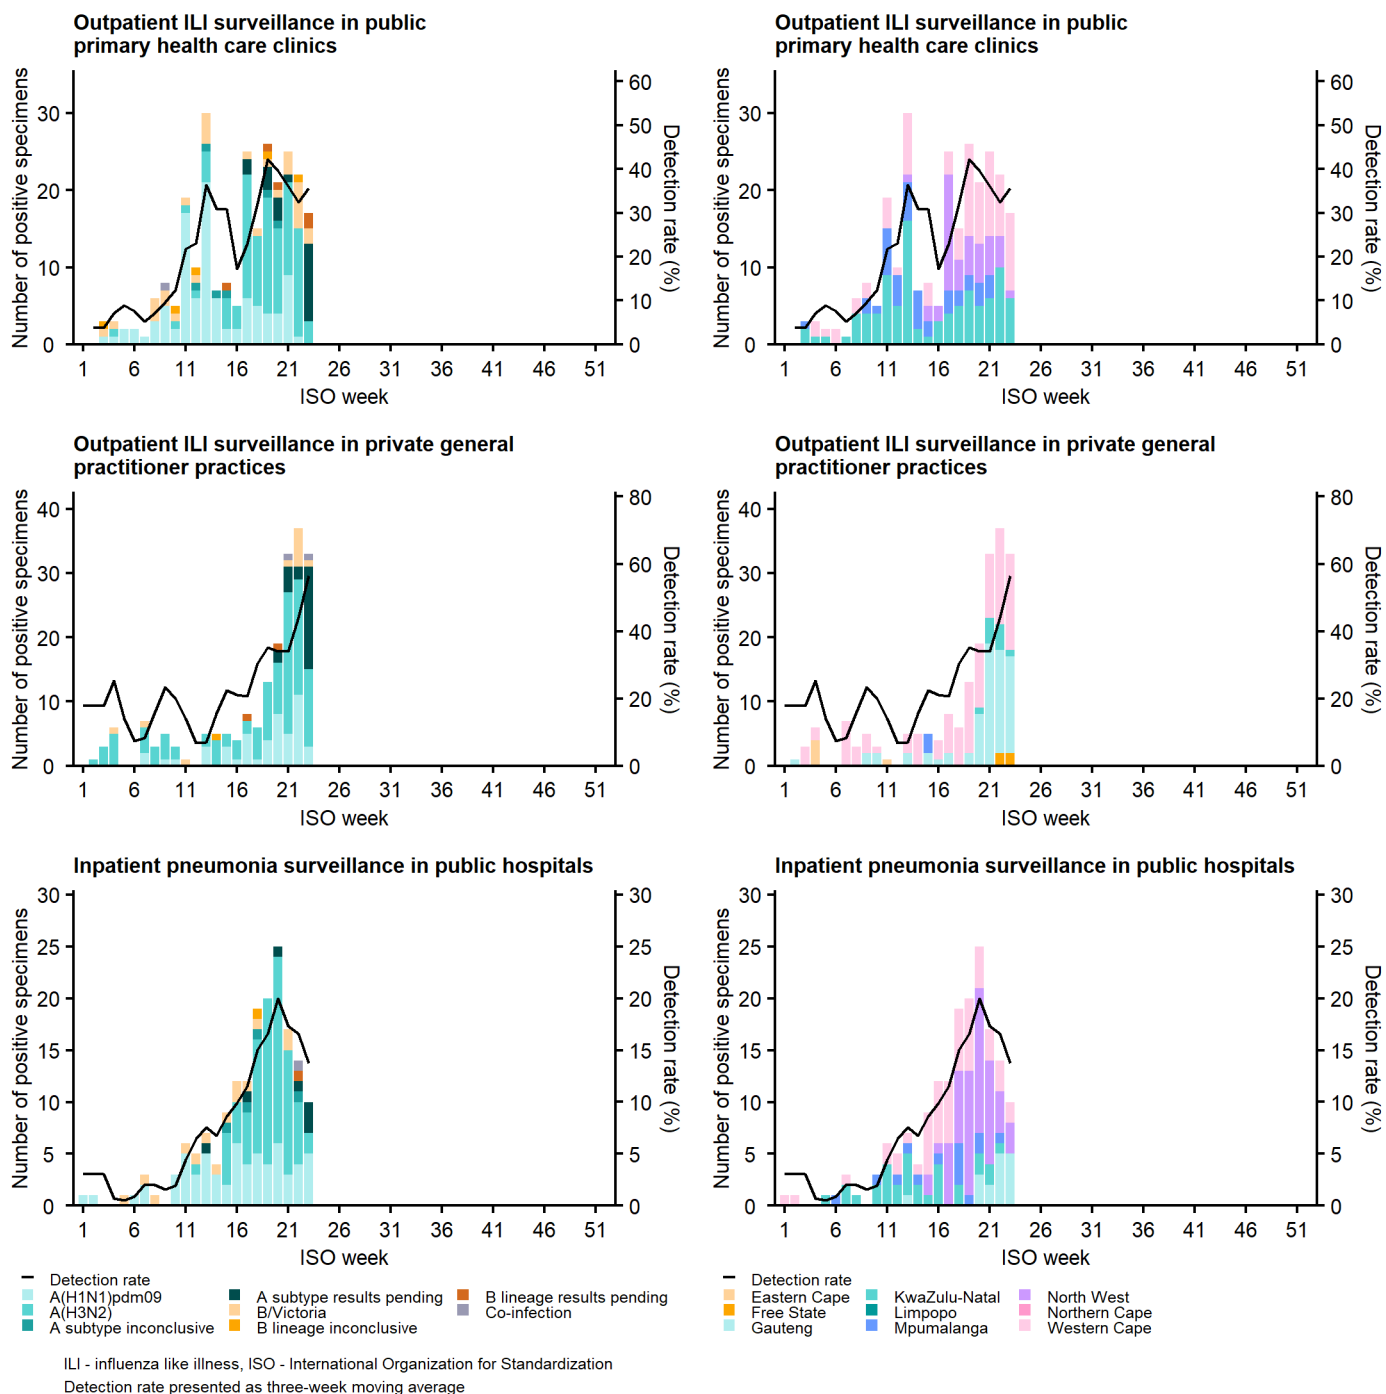 Outpatient ILI surveillance in public
primary health care clinics
Number of positive specimens
0
10
20
30
0
10
20
30
40
50
60
Detection rate (%)
1 6 11 16 21 26 31 36 41 46 51
ISO week
Outpatient ILI surveillance in public
primary health care clinics
Number of positive specimens
0
10
20
30
0
10
20
30
40
50
60
Detection rate (%)
1 6 11 16 21 26 31 36 41 46 51
ISO week
Outpatient ILI surveillance in private general
practitioner practices
Number of positive specimens
0
10
20
30
40
0
20
40
60
80
Detection rate (%)
1 6 11 16 21 26 31 36 41 46 51
ISO week
Outpatient ILI surveillance in private general
practitioner practices
Number of positive specimens
0
10
20
30
40
0
20
40
60
80
Detection rate (%)
1 6 11 16 21 26 31 36 41 46 51
ISO week
Inpatient pneumonia surveillance in public hospitals
Number of positive specimens
0
5
10
15
20
25
30
0
5
10
15
20
25
30
Detection rate (%)
1 6 11 16 21 26 31 36 41 46 51
ISO week
Inpatient pneumonia surveillance in public hospitals
Number of positive specimens
0
5
10
15
20
25
30
0
5
10
15
20
25
30
Detection rate (%)
1 6 11 16 21 26 31 36 41 46 51
ISO week
Detection rate
A(H1N1)pdm09
A(H3N2)
A subtype inconclusive
A subtype results pending
B/Victoria
B lineage inconclusive
B lineage results pending
Co-infection
Detection rate
Eastern Cape
Free State
Gauteng
KwaZulu-Natal
Limpopo
Mpumalanga
North West
Northern Cape
Western Cape
ILI - influenza like illness, ISO - International Organization for Standardization
Detection rate presented as three-week moving average